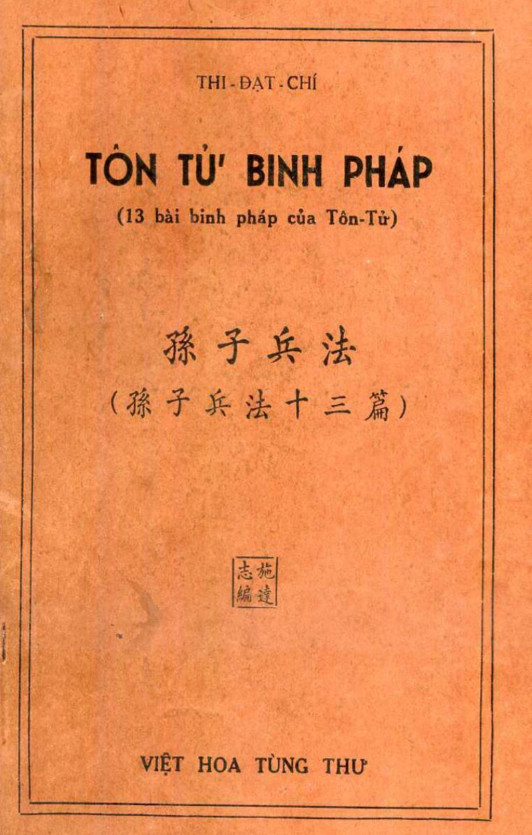 THI - ĐẠT - CHÍ
TÔN TỬ BINH PHÁP
(13 bài binh pháp của Tôn-Tử)
孫子兵法
(孫子兵法十三篇)
施達
志編
VIỆT HOA TÙNG THƯ